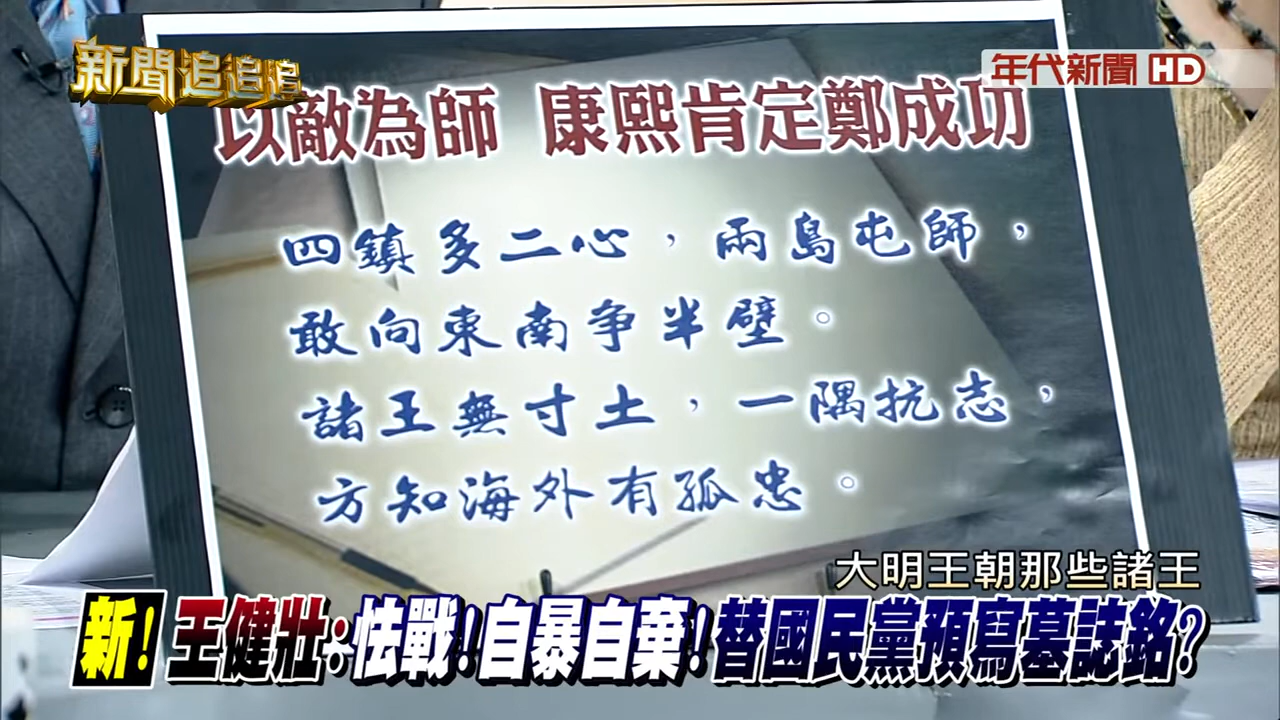 新聞追追追
年代新聞 HD
以敵為師 康熙肯定鄭成功
四鎮多二心，兩島屯師，
敢向東南争半壁。
諸王無寸土，一隅抗志，
方知海外有孤忠。
大明王朝那些諸王
新!王健壯:怯戰!自暴自棄!替國民黨預寫墓誌銘?